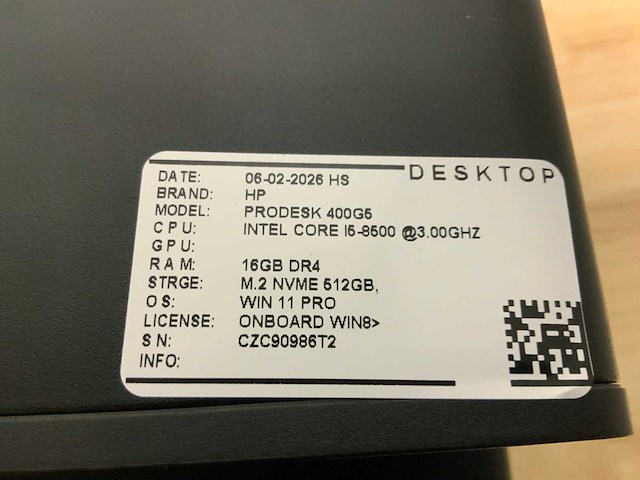 DESKTOP
DATE: 06-02-2026 HS
BRAND: HP
MODEL: PRODESK 400G5
CPU: INTEL CORE I5-8500 @3.00GHZ
GPU:
RAM: 16GB DR4
STRGE: M.2 NVME 512GB,
OS: WIN 11 PRO
LICENSE: ONBOARD WIN8>
SN: CZC90986T2
INFO: